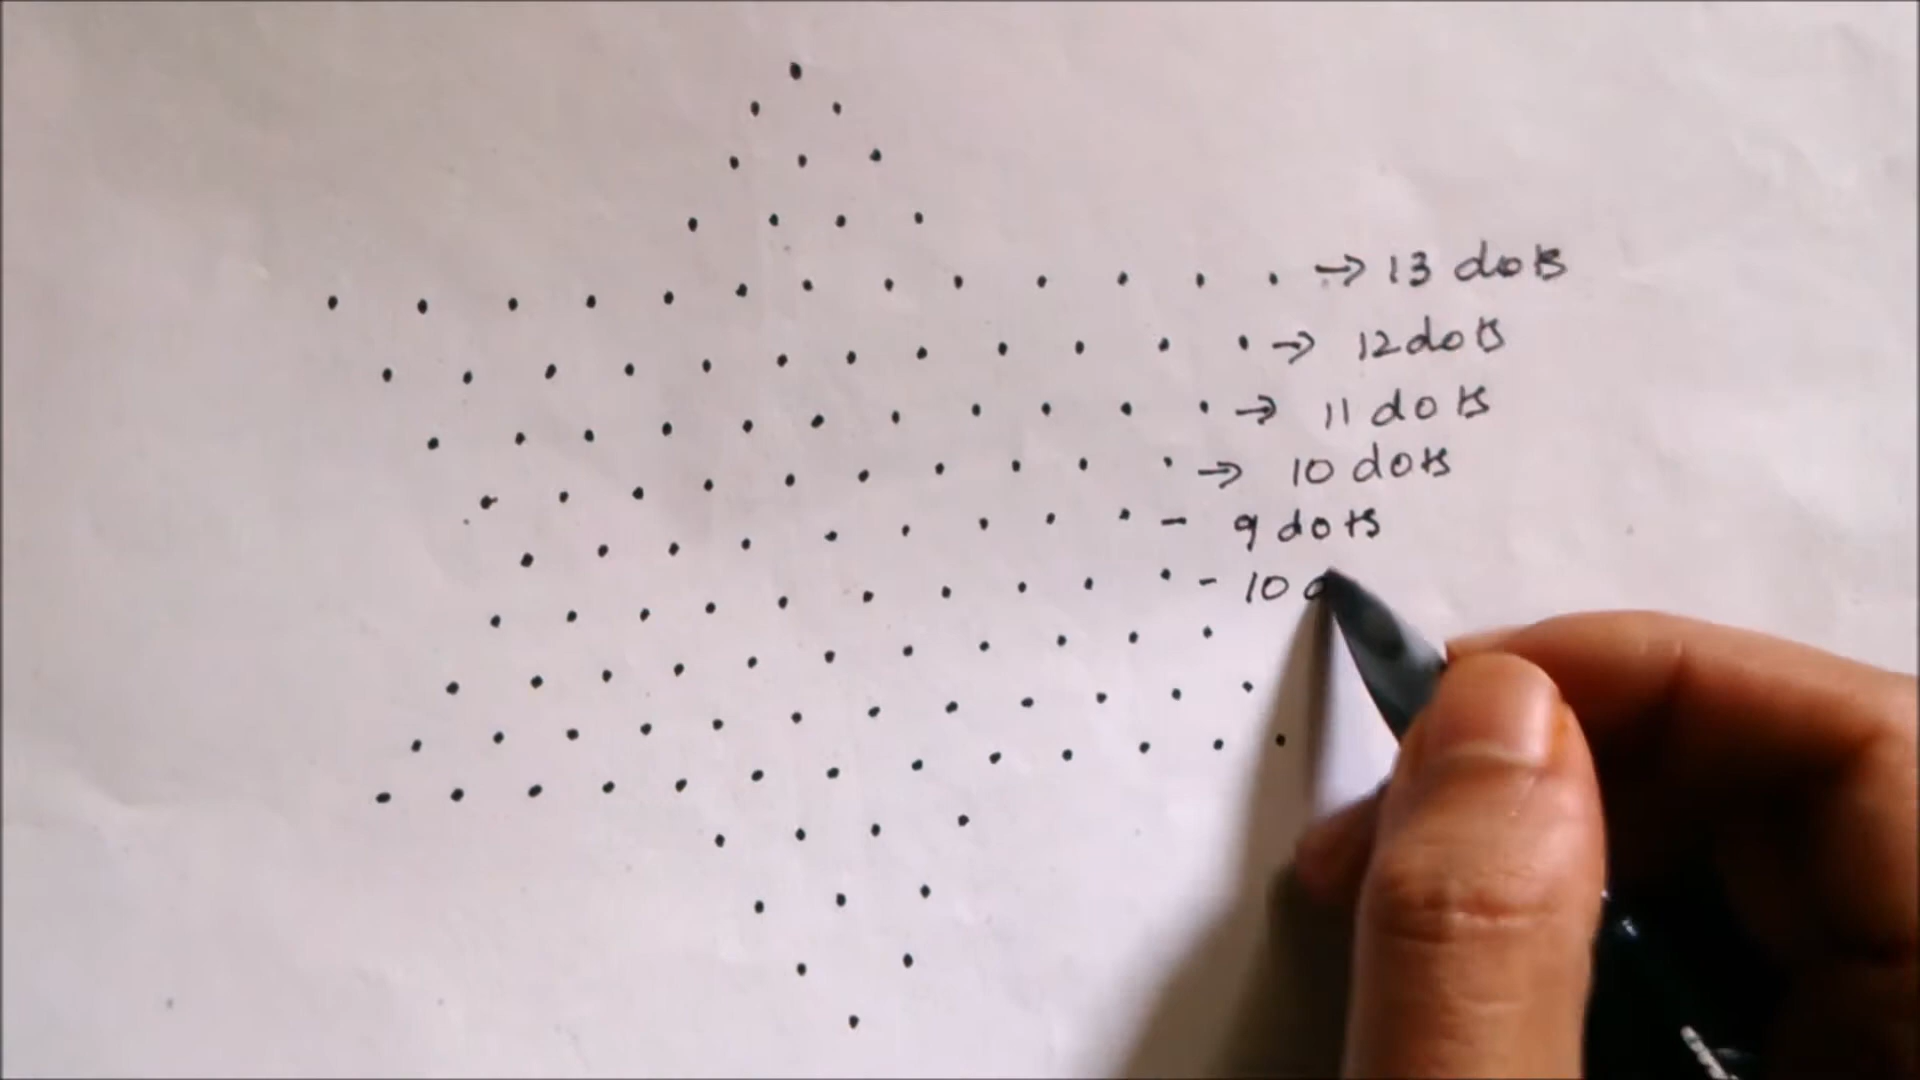 → 13 dots
→ 12 dots
→ 11 dots
→ 10 dots
- 9 dots
- 10 d